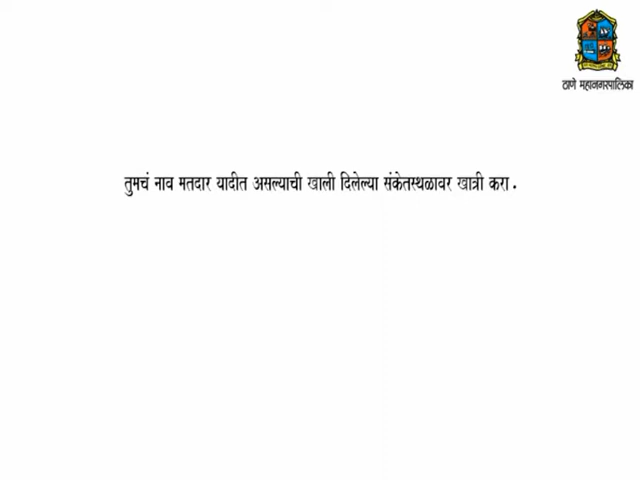 ठाणे महानगरपालिका
तुमचं नाव मतदार यादीत असल्याची खाली दिलेल्या संकेतस्थळावर खात्री करा .